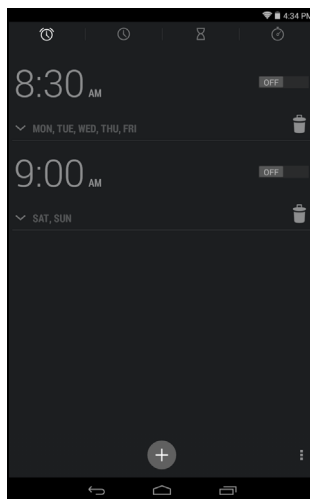 4:34 PM
8:30 AM
OFF
MON, TUE, WED, THU, FRI
9:00 AM
OFF
SAT, SUN